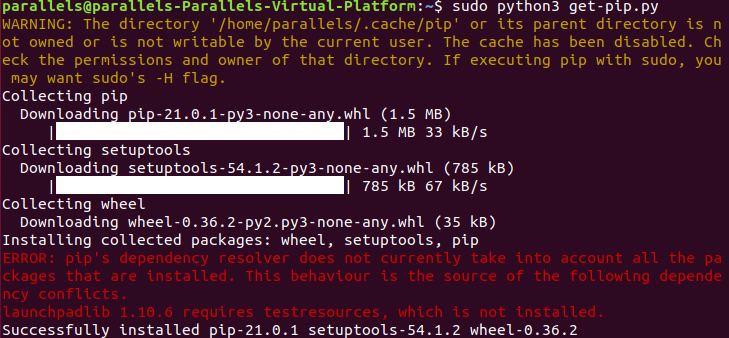 parallels@parallels-Parallels-Virtual-Platform:~$ sudo python3 get-pip.py
WARNING: The directory '/home/parallels/.cache/pip' or its parent directory is n
ot owned or is not writable by the current user. The cache has been disabled. Ch
eck the permissions and owner of that directory. If executing pip with sudo, you
 may want sudo's -H flag.
Collecting pip
  Downloading pip-21.0.1-py3-none-any.whl (1.5 MB)
     |                                | 1.5 MB 33 kB/s
Collecting setuptools
  Downloading setuptools-54.1.2-py3-none-any.whl (785 kB)
     |                                | 785 kB 67 kB/s
Collecting wheel
  Downloading wheel-0.36.2-py2.py3-none-any.whl (35 kB)
Installing collected packages: wheel, setuptools, pip
ERROR: pip's dependency resolver does not currently take into account all the pa
ckages that are installed. This behaviour is the source of the following depende
ncy conflicts.
launchpadlib 1.10.6 requires testresources, which is not installed.
Successfully installed pip-21.0.1 setuptools-54.1.2 wheel-0.36.2